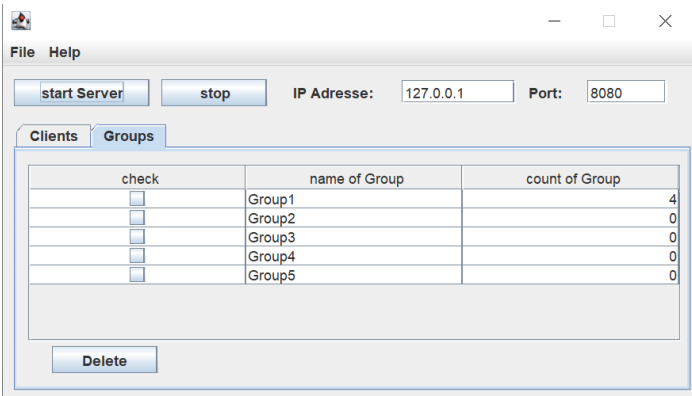 File Help
start Server stop IP Adresse: 127.0.0.1 Port: 8080
Clients Groups
check name of Group count of Group
Group1 4
Group2 0
Group3 0
Group4 0
Group5 0
Delete